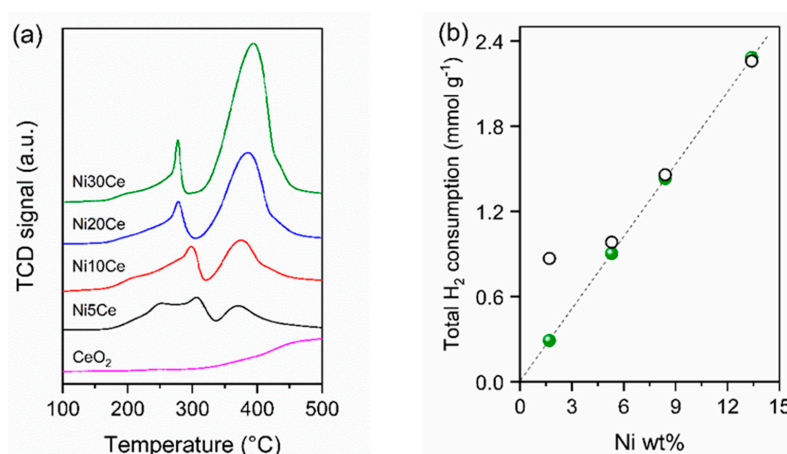 (a)
TCD signal (a.u.)
Ni30Ce
Ni20Ce
Ni10Ce
Ni5Ce
CeO₂
100 200 300 400 500
Temperature (°C)
(b)
Total H₂ consumption (mmol g⁻¹)
2.4
1.8
1.2
0.6
0.0
0 3 6 9 12 15
Ni wt%